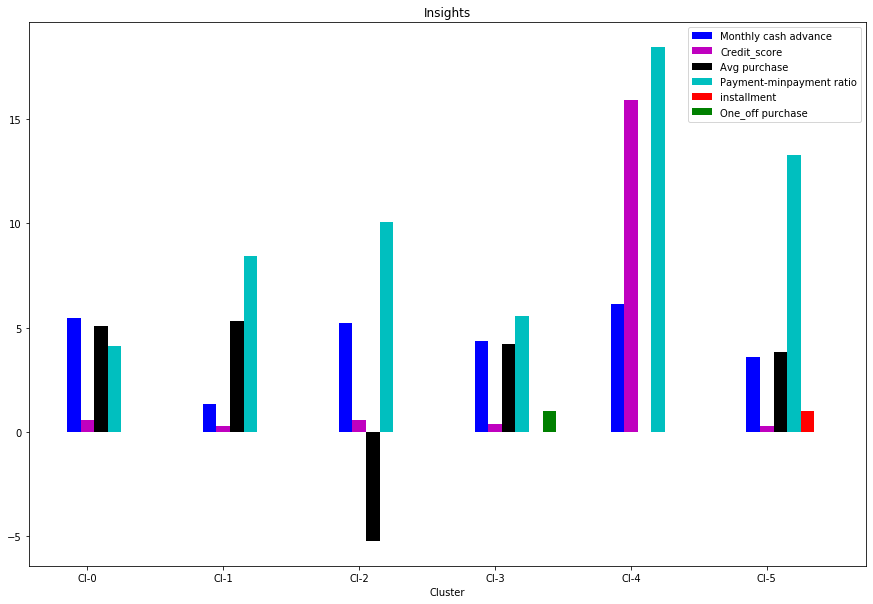 Insights
Monthly cash advance
Credit_score
Avg purchase
Payment-minpayment ratio
installment
One_off purchase
15
10
5
0
−5
Cl-0 Cl-1 Cl-2 Cl-3 Cl-4 Cl-5
Cluster